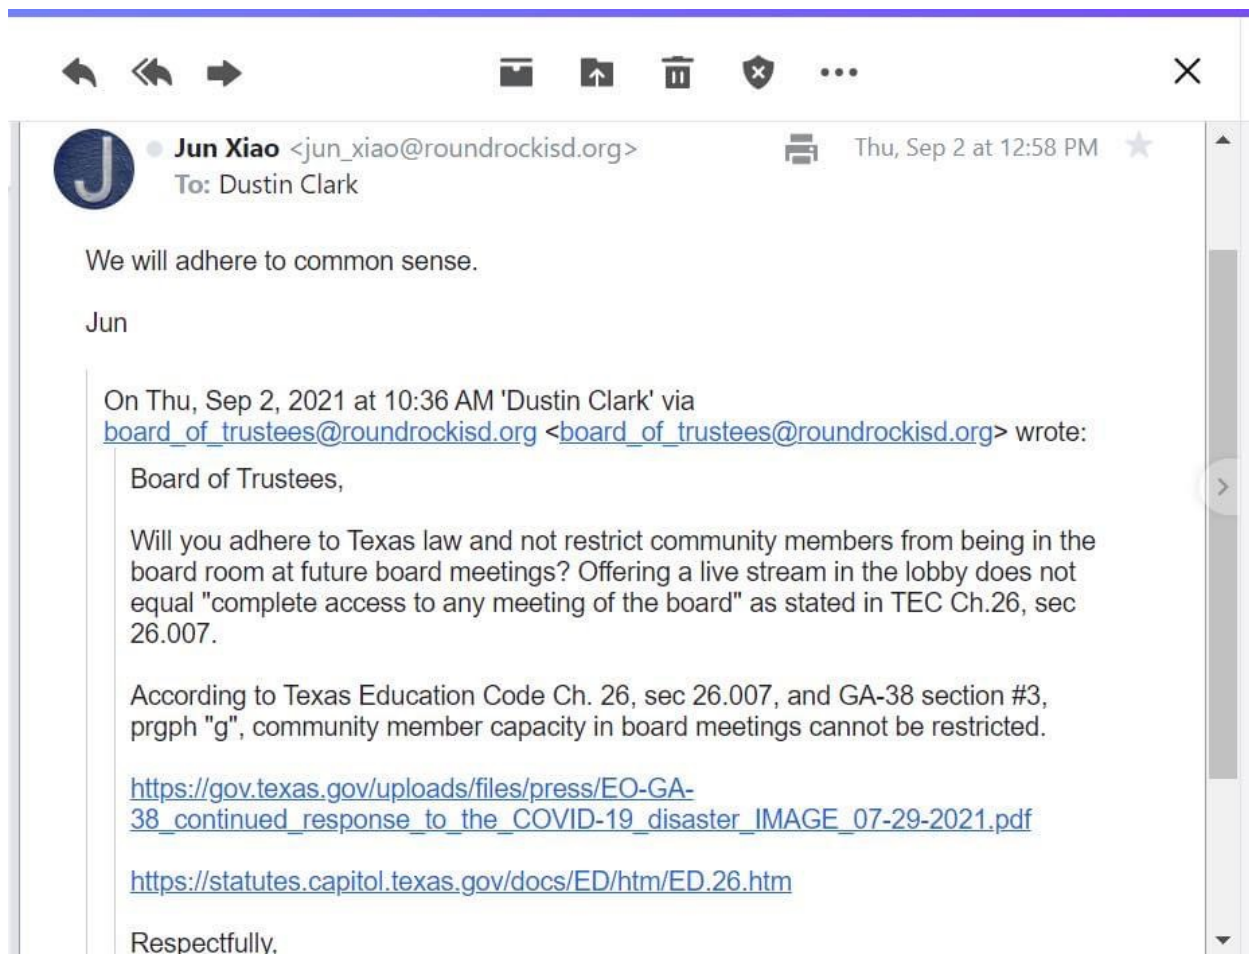 J
Jun Xiao <jun_xiao@roundrockisd.org>
Thu, Sep 2 at 12:58 PM
To: Dustin Clark
We will adhere to common sense.
Jun
On Thu, Sep 2, 2021 at 10:36 AM 'Dustin Clark' via
board_of_trustees@roundrockisd.org <board_of_trustees@roundrockisd.org> wrote:
Board of Trustees,
Will you adhere to Texas law and not restrict community members from being in the
board room at future board meetings? Offering a live stream in the lobby does not
equal "complete access to any meeting of the board" as stated in TEC Ch.26, sec
26.007.
According to Texas Education Code Ch. 26, sec 26.007, and GA-38 section #3,
prgph "g", community member capacity in board meetings cannot be restricted.
https://gov.texas.gov/uploads/files/press/EO-GA-
38_continued_response_to_the_COVID-19_disaster_IMAGE_07-29-2021.pdf
https://statutes.capitol.texas.gov/docs/ED/htm/ED.26.htm
Respectfully,